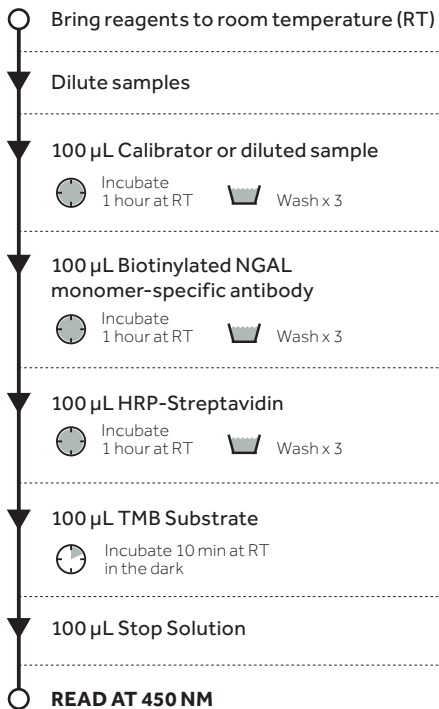 Bring reagents to room temperature (RT)
Dilute samples
100 µL Calibrator or diluted sample
Incubate
1 hour at RT
Wash x 3
100 µL Biotinylated NGAL
monomer-specific antibody
Incubate
1 hour at RT
Wash x 3
100 µL HRP-Streptavidin
Incubate
1 hour at RT
Wash x 3
100 µL TMB Substrate
Incubate 10 min at RT
in the dark
100 µL Stop Solution
READ AT 450 NM